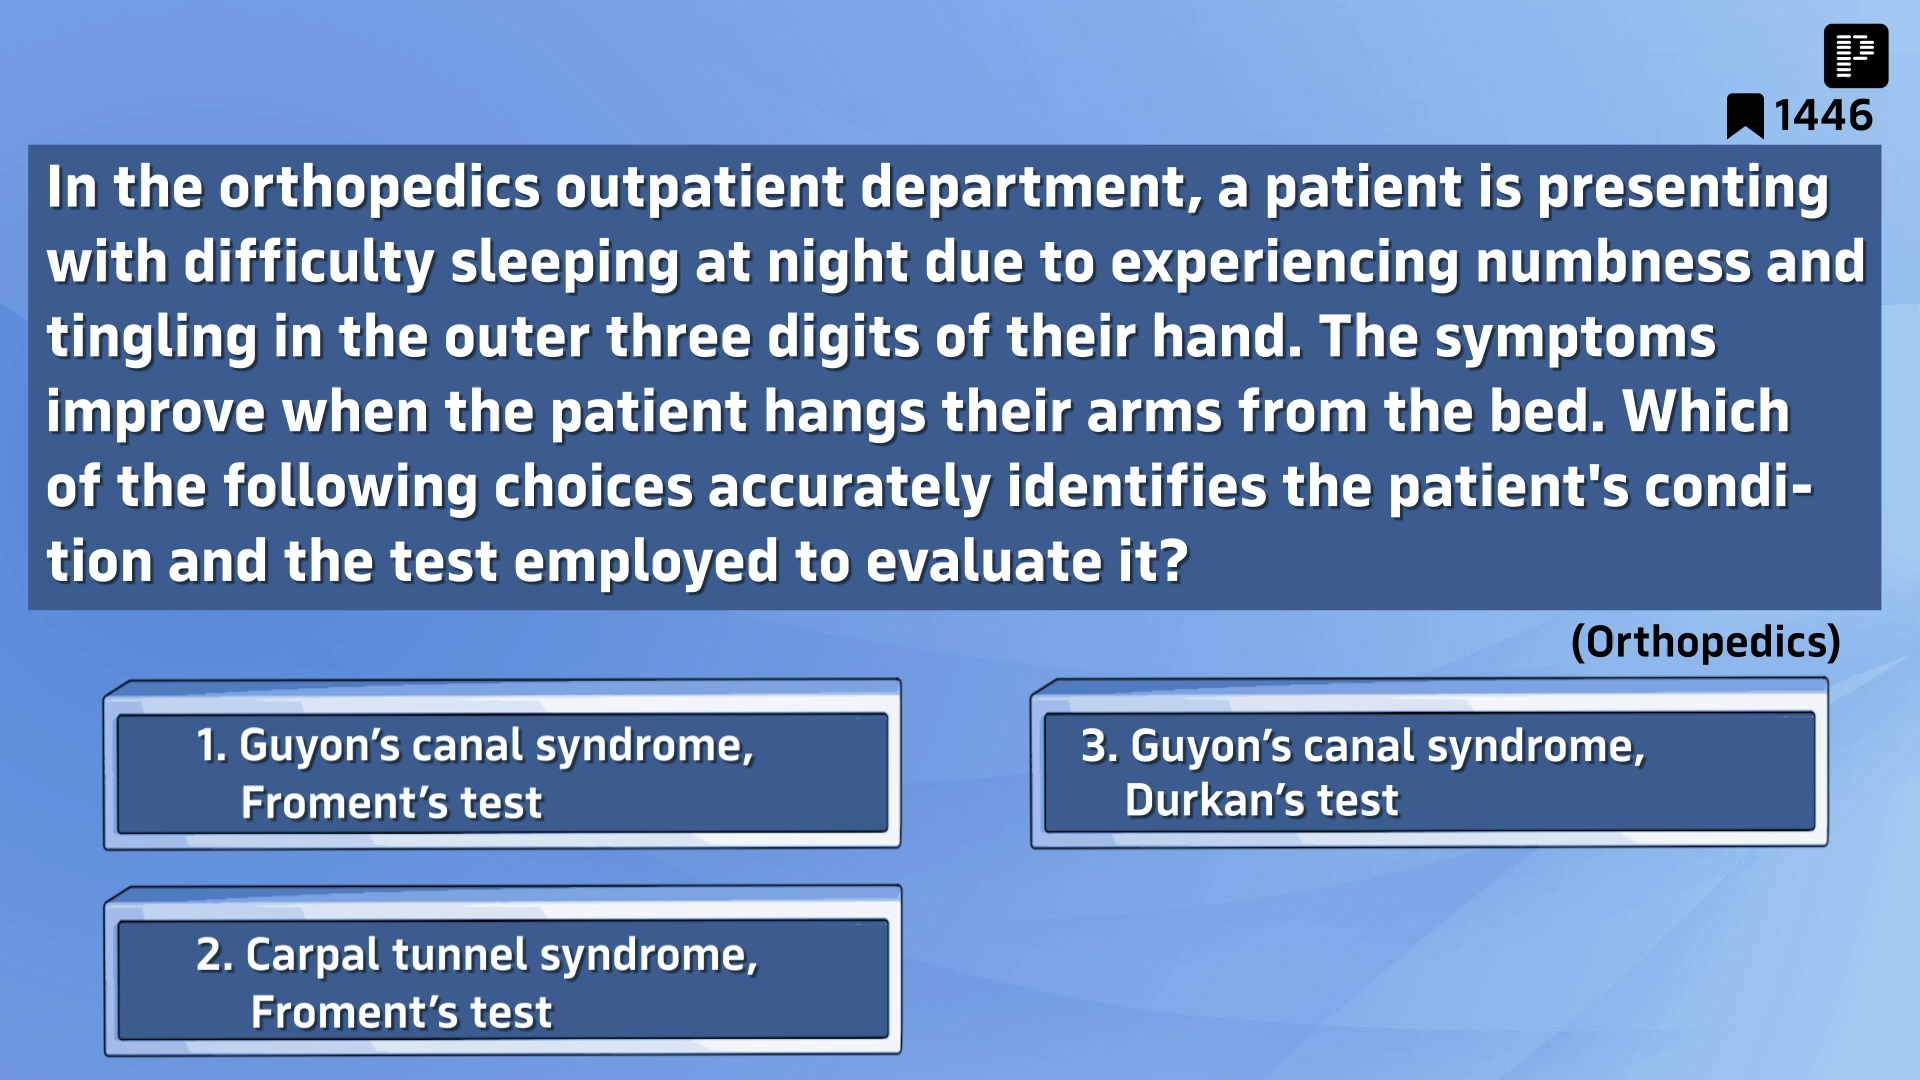 1446
In the orthopedics outpatient department, a patient is presenting
with difficulty sleeping at night due to experiencing numbness and
tingling in the outer three digits of their hand. The symptoms
improve when the patient hangs their arms from the bed. Which
of the following choices accurately identifies the patient's condi-
tion and the test employed to evaluate it?
(Orthopedics)
1. Guyon’s canal syndrome,
Froment’s test
2. Carpal tunnel syndrome,
Froment’s test
3. Guyon’s canal syndrome,
Durkan’s test